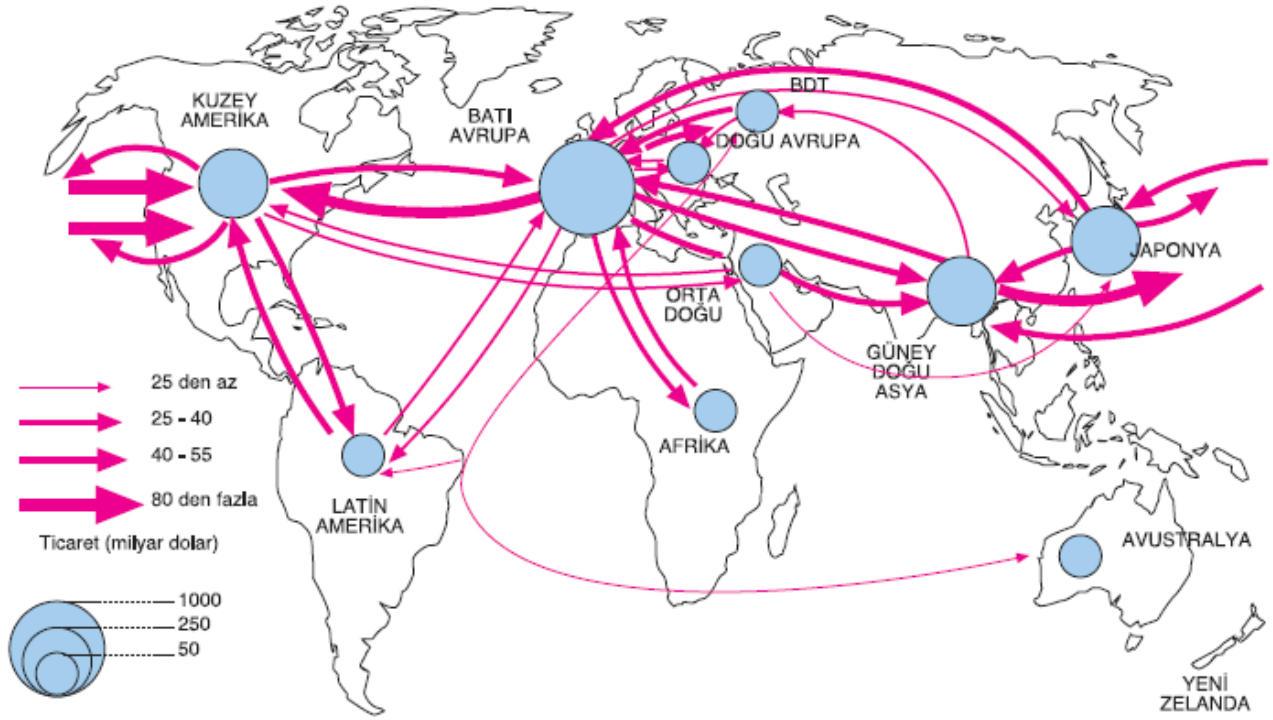 KUZEY
AMERİKA
BATI
AVRUPA
BDT
DOĞU AVRUPA
JAPONYA
ORTA
DOĞU
GÜNEY
DOĞU
ASYA
AFRİKA
LATİN
AMERİKA
AVUSTRALYA
YENİ
ZELANDA
25 den az
25 - 40
40 - 55
80 den fazla
Ticaret (milyar dolar)
1000
250
50